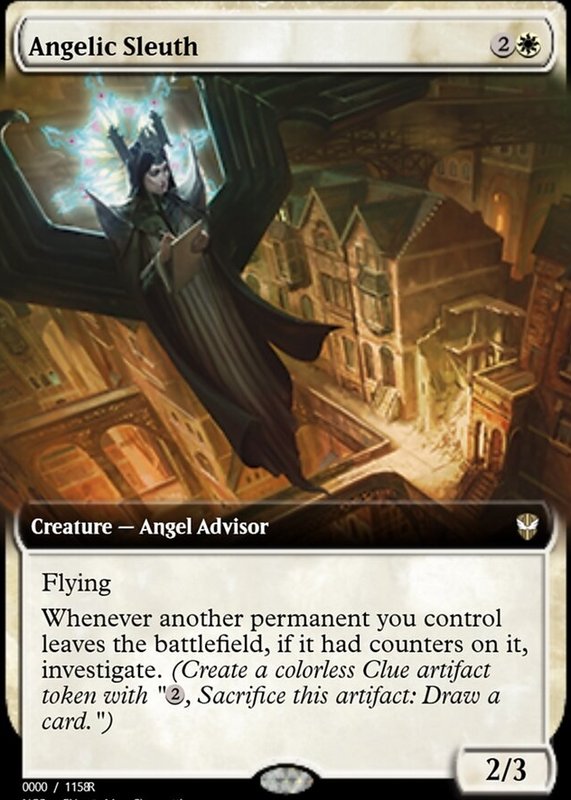 Angelic Sleuth 2
Creature — Angel Advisor
Flying
Whenever another permanent you control
leaves the battlefield, if it had counters on it,
investigate. (Create a colorless Clue artifact
token with "2, Sacrifice this artifact: Draw a
card.")
2/3
0000 / 1158R